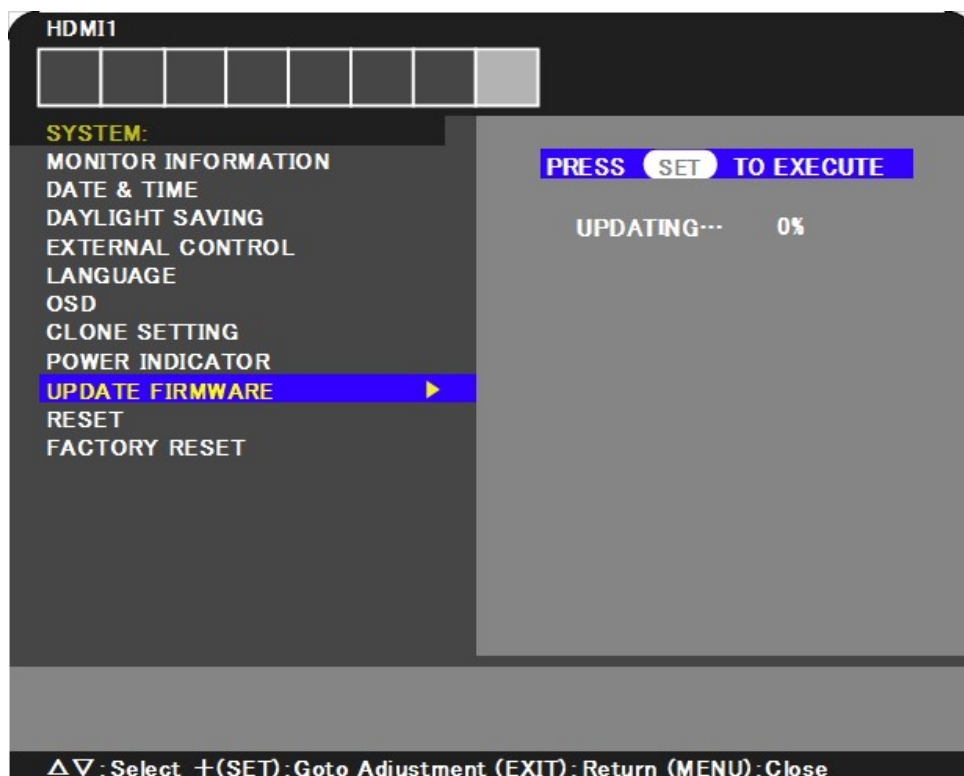 HDMI1
SYSTEM:
MONITOR INFORMATION
DATE & TIME
DAYLIGHT SAVING
EXTERNAL CONTROL
LANGUAGE
OSD
CLONE SETTING
POWER INDICATOR
UPDATE FIRMWARE ▶
RESET
FACTORY RESET
PRESS SET TO EXECUTE
UPDATING··· 0%
△▽:Select +(SET):Goto Adjustment (EXIT):Return (MENU):Close